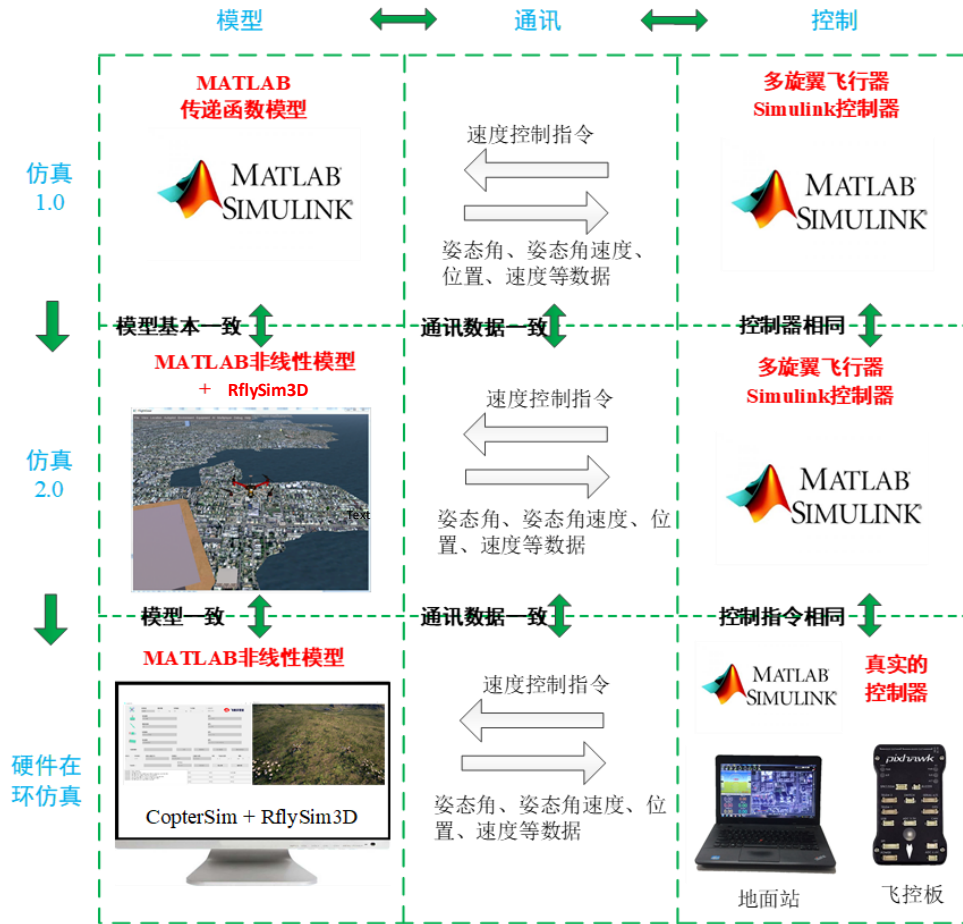 模型
通讯
控制
仿真
1.0
MATLAB
传递函数模型
MATLAB
SIMULINK®
速度控制指令
姿态角、姿态角速度、
位置、速度等数据
多旋翼飞行器
Simulink控制器
MATLAB
SIMULINK®
模型基本一致
通讯数据一致
控制器相同
仿真
2.0
MATLAB非线性模型
+ RflySim3D
Text
速度控制指令
姿态角、姿态角速度、位
置、速度等数据
多旋翼飞行器
Simulink控制器
MATLAB
SIMULINK®
模型一致
通讯数据一致
控制指令相同
硬件在
环仿真
MATLAB非线性模型
CopterSim + RflySim3D
速度控制指令
姿态角、姿态角速度、位
置、速度等数据
MATLAB
SIMULINK®
真实的
控制器
pixhawk
地面站
飞控板